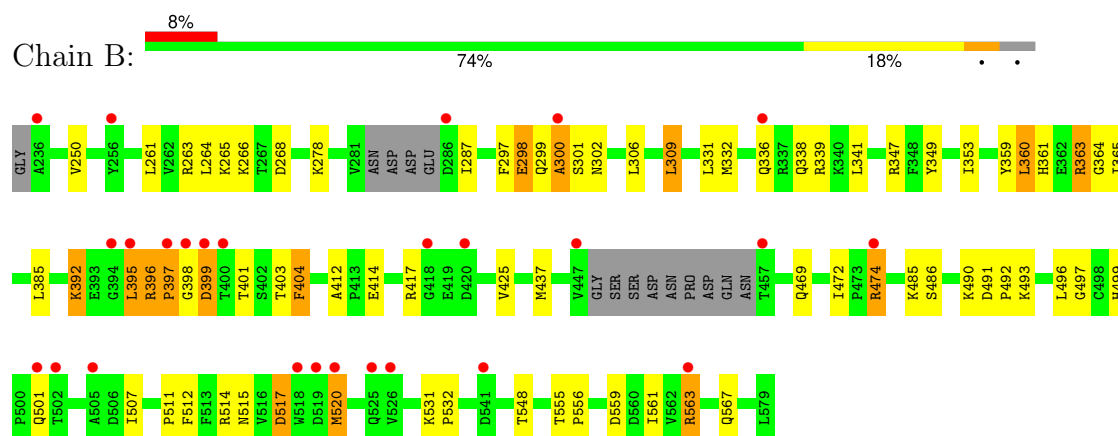 8%
Chain B:
74% 18% • •
GLY A236 V250 Y256 L261 V262 R263 L264 K265 K266 T267 D268 K278 V281 ASN ASP ASP GLU D286 I287 F297 E298 Q299 A300 S301 N302 L306 L309 L331 M332 Q336 R337 Q338 R339 K340 L341 R347 F348 Y349 I353 Y359 L360 H361 E362 R363 G364
L385 K392 E393 G394 L395 R396 P397 G398 D399 T400 T401 S402 T403 F404 A412 P413 E414 R417 G418 E419 D420 V425 M437 V447 GLY SER SER ASP ASN PRO ASP GLN ASN T457 Q469 I472 P473 R474 K485 S486 K490 D491 P492 K493 L496 G497 C498
P500 Q501 T502 A505 D506 I507 P511 F512 F513 R514 N515 V516 D517 W518 D519 M520 Q525 V526 K531 P532 D541 T548 T555 P556 D559 D560 I561 V562 R563 Q567 L579